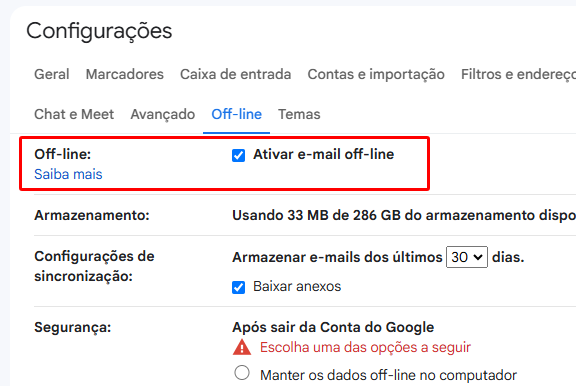 Configurações
Geral Marcadores Caixa de entrada Contas e importação Filtros e endereço
Chat e Meet Avançado Off-line Temas
Off-line: Ativar e-mail off-line
Saiba mais
Armazenamento: Usando 33 MB de 286 GB do armazenamento dispo
Configurações de sincronização: Armazenar e-mails dos últimos 30 dias.
Baixar anexos
Segurança: Após sair da Conta do Google
Escolha uma das opções a seguir
Manter os dados off-line no computador